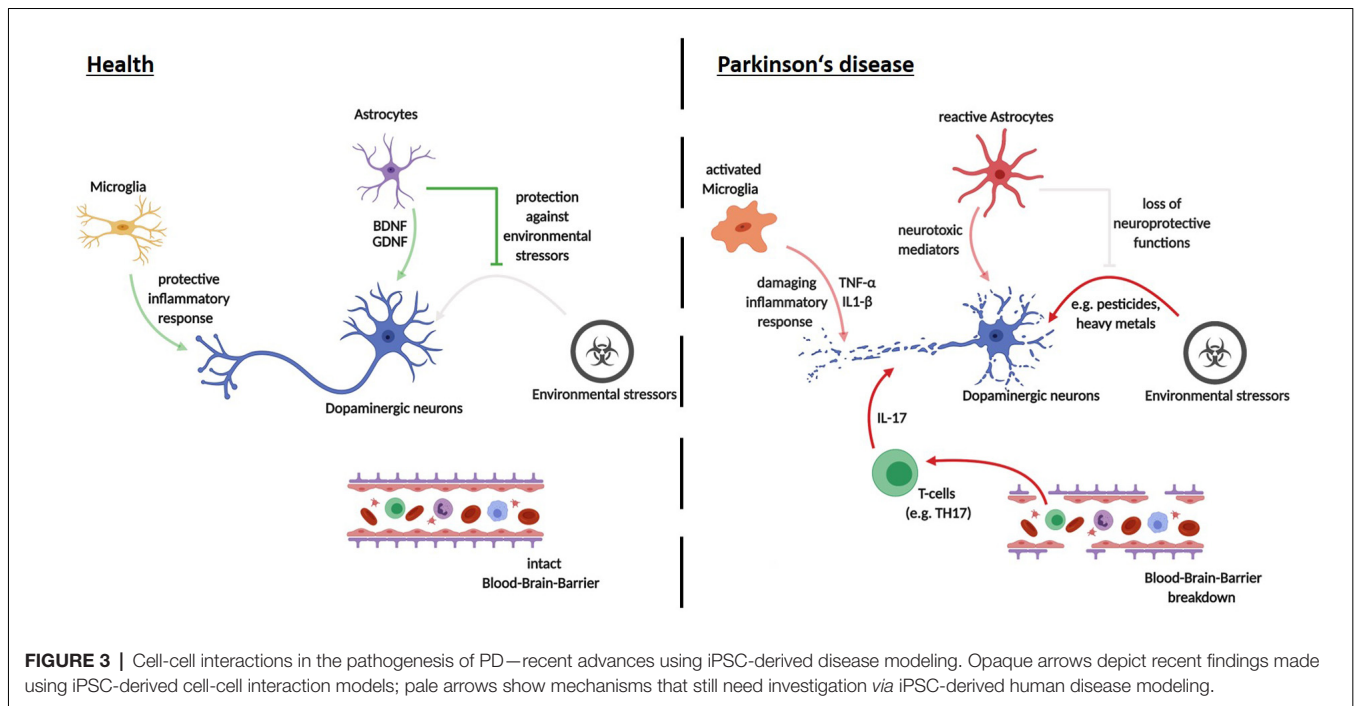 Health
Astrocytes
Microglia
BDNF
GDNF
protection
against
environmental
stressors
protective
inflammatory
response
Environmental stressors
Dopaminergic neurons
intact
Blood-Brain-Barrier
Parkinson‘s disease
reactive Astrocytes
activated
Microglia
neurotoxic
mediators
loss of
neuroprotective
functions
damaging
inflammatory
response
TNF-α
IL1-β
e.g. pesticides,
heavy metals
Dopaminergic neurons
Environmental stressors
IL-17
T-cells
(e.g. TH17)
Blood-Brain-Barrier
breakdown
FIGURE 3 | Cell-cell interactions in the pathogenesis of PD—recent advances using iPSC-derived disease modeling. Opaque arrows depict recent findings made
using iPSC-derived cell-cell interaction models; pale arrows show mechanisms that still need investigation via iPSC-derived human disease modeling.